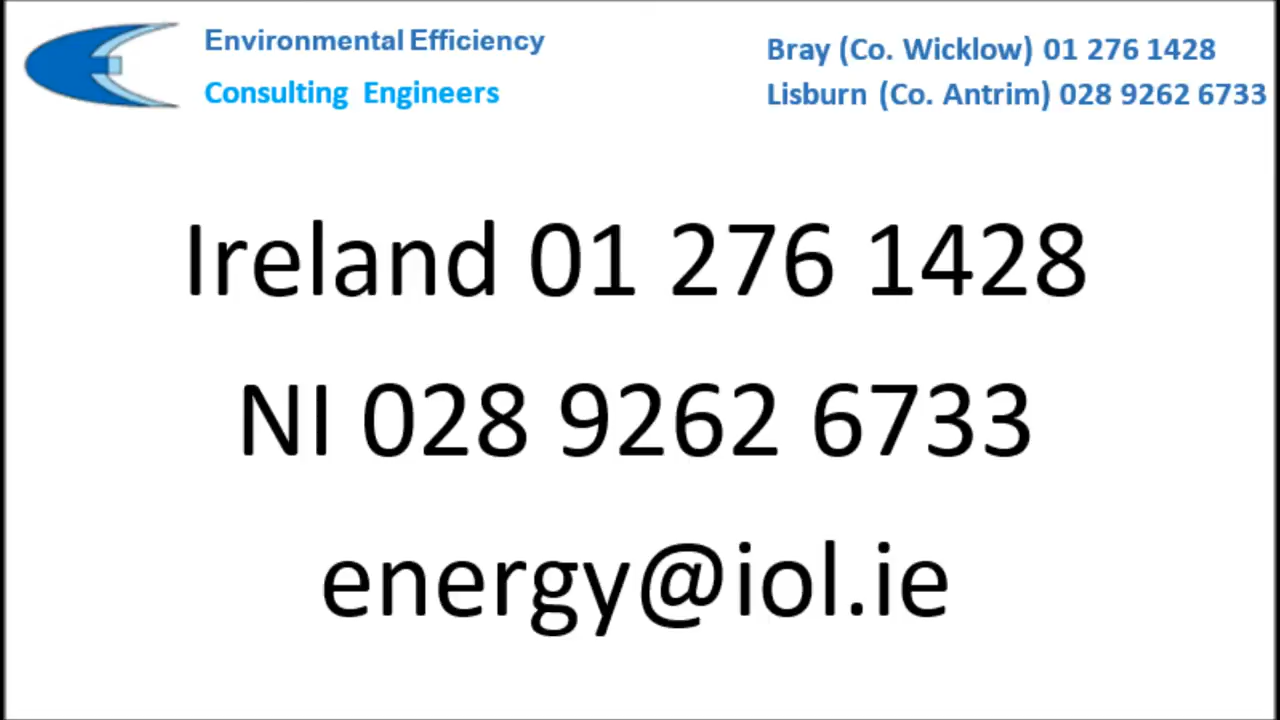 Environmental Efficiency
Consulting Engineers
Bray (Co. Wicklow) 01 276 1428
Lisburn (Co. Antrim) 028 9262 6733
Ireland 01 276 1428
NI 028 9262 6733
energy@iol.ie